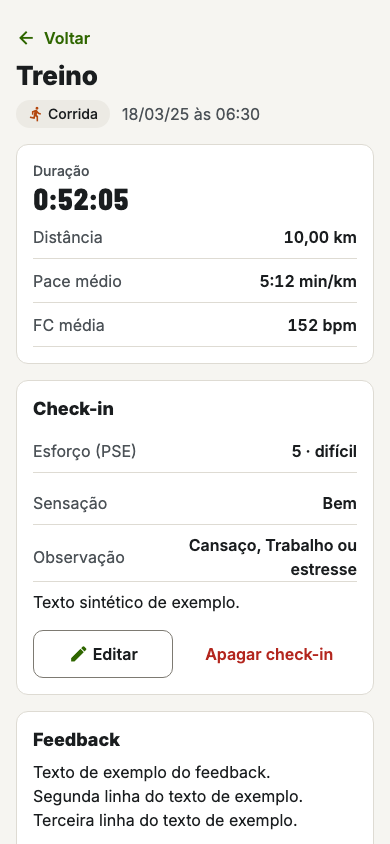 Voltar
Treino
Corrida 18/03/25 às 06:30
Duração
0:52:05
Distância 10,00 km
Pace médio 5:12 min/km
FC média 152 bpm
Check-in
Esforço (PSE) 5 · difícil
Sensação Bem
Observação Cansaço, Trabalho ou
estresse
Texto sintético de exemplo.
Editar Apagar check-in
Feedback
Texto de exemplo do feedback.
Segunda linha do texto de exemplo.
Terceira linha do texto de exemplo.